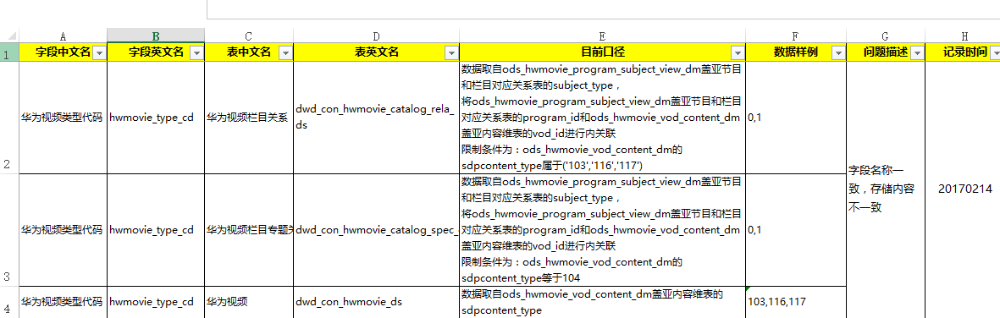 A B C D E F G H
1 字段中文名 字段英文名 表中文名 表英文名 目前口径 数据样例 问题描述 记录时间
数据取自ods_hwmovie_program_subject_view_dm盖亚节目
和栏目对应关系表的subject_type，
将ods_hwmovie_program_subject_view_dm盖亚节目和栏目
对应关系表的program_id和ods_hwmovie_vod_content_dm
盖亚内容维表的vod_id进行内关联
限制条件为：ods_hwmovie_vod_content_dm的
sdpcontent_type属于('103','116','117')
华为视频类型代码 hwmovie_type_cd 华为视频栏目关系
dwd_con_hwmovie_catalog_rela_
ds
0,1
2
数据取自ods_hwmovie_program_subject_view_dm盖亚节目
和栏目对应关系表的subject_type，
将ods_hwmovie_program_subject_view_dm盖亚节目和栏目
对应关系表的program_id和ods_hwmovie_vod_content_dm
盖亚内容维表的vod_id进行内关联
限制条件为：ods_hwmovie_vod_content_dm的
sdpcontent_type等于104
华为视频类型代码 hwmovie_type_cd 华为视频栏目专题 dwd_con_hwmovie_catalog_spec_
0,1
3
字段名称一
致，存储内容
不一致
20170214
4 华为视频类型代码 hwmovie_type_cd 华为视频 dwd_con_hwmovie_ds
数据取自ods_hwmovie_vod_content_dm盖亚内容维表的
sdpcontent_type
103,116,117